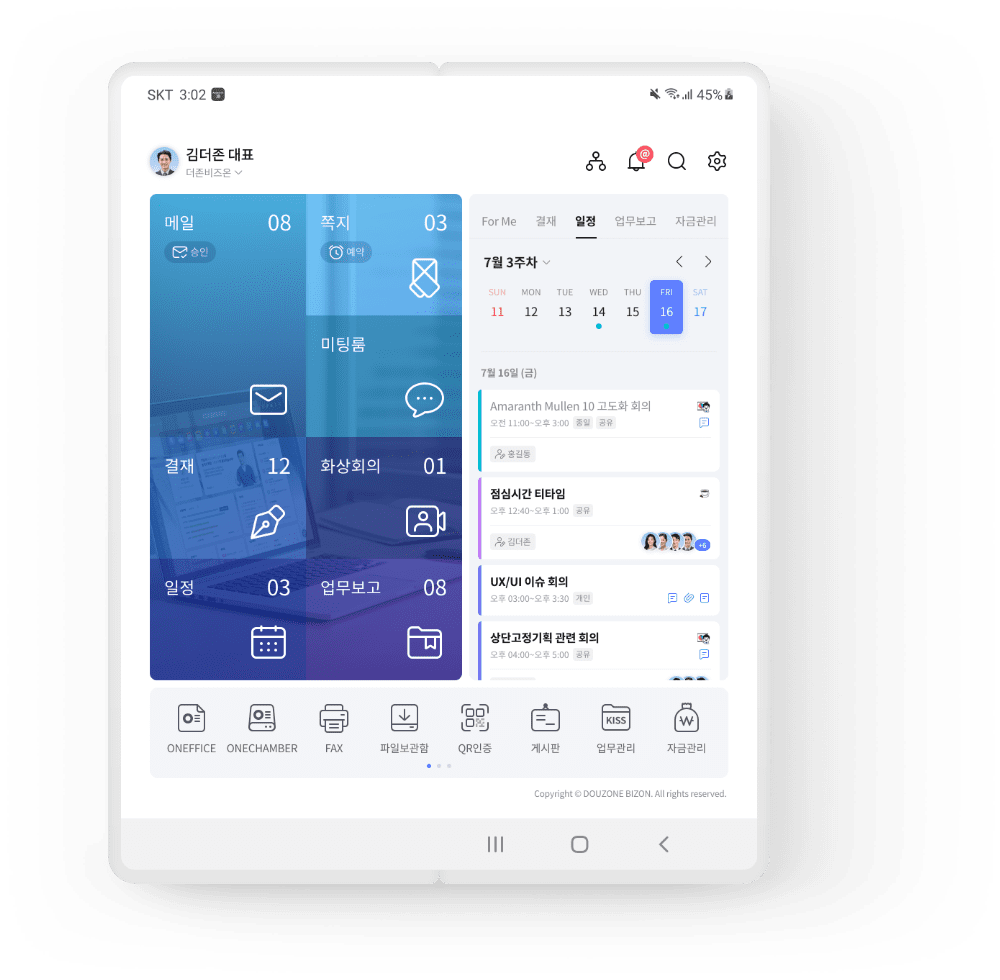 SKT 3:02
45%
김더존 대표
더존비즈온
@
메일 08
승인
쪽지 03
예약
미팅룸
결재 12
화상회의 01
일정 03
업무보고 08
For Me 결재 일정 업무보고 자금관리
7월 3주차
SUN MON TUE WED THU FRI SAT
11 12 13 14 15 16 17
7월 16일 (금)
Amaranth Mullen 10 고도화 회의
오전 11:00~오후 3:00 종일 공유
홍길동
점심시간 티타임
오후 12:40~오후 1:00 공유
김더존
+6
UX/UI 이슈 회의
오후 03:00~오후 3:30 개인
상단고정기획 관련 회의
오후 04:00~오후 5:00 공유
KISS
ONEFFICE ONECHAMBER FAX 파일보관함 QR인증 게시판 업무관리 자금관리
Copyright © DOUZONE BIZON. All rights reserved.